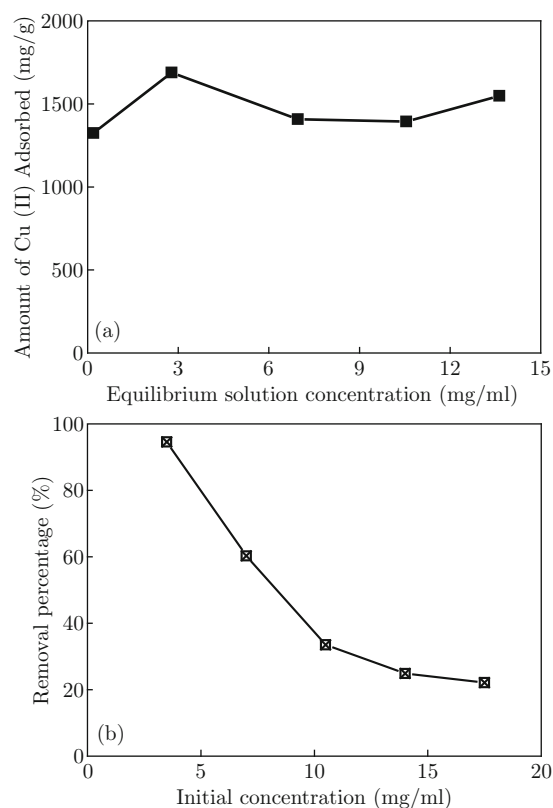 2000
1500
1000
500
0
Amount of Cu (II) Adsorbed (mg/g)
(a)
0 3 6 9 12 15
Equilibrium solution concentration (mg/ml)
100
80
60
40
20
0
Removal percentage (%)
(b)
0 5 10 15 20
Initial concentration (mg/ml)